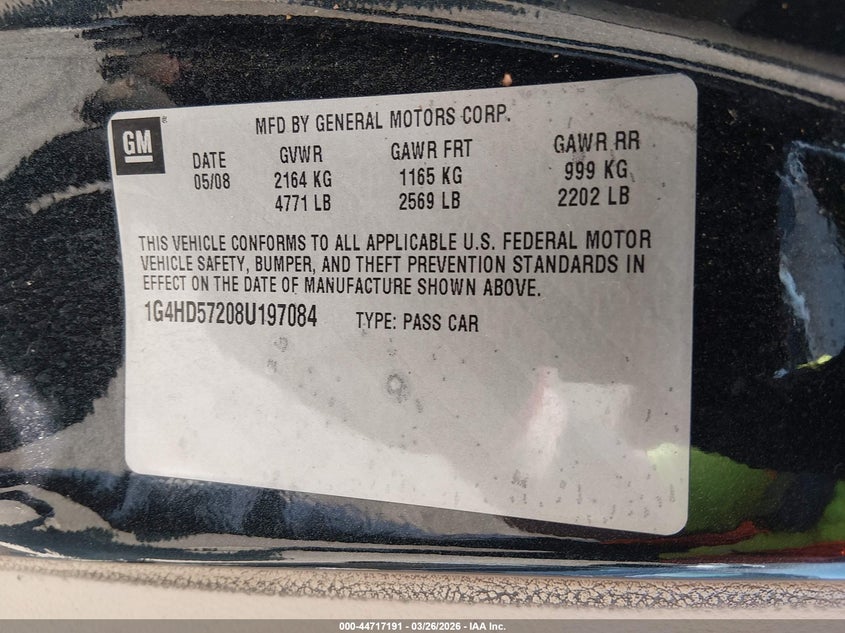 GM
MFD BY GENERAL MOTORS CORP.
DATE GVWR GAWR FRT GAWR RR
05/08 2164 KG 1165 KG 999 KG
4771 LB 2569 LB 2202 LB
THIS VEHICLE CONFORMS TO ALL APPLICABLE U.S. FEDERAL MOTOR
VEHICLE SAFETY, BUMPER, AND THEFT PREVENTION STANDARDS IN
EFFECT ON THE DATE OF MANUFACTURE SHOWN ABOVE.
1G4HD57208U197084 TYPE: PASS CAR
000-44717191 - 03/26/2026 - IAA Inc.